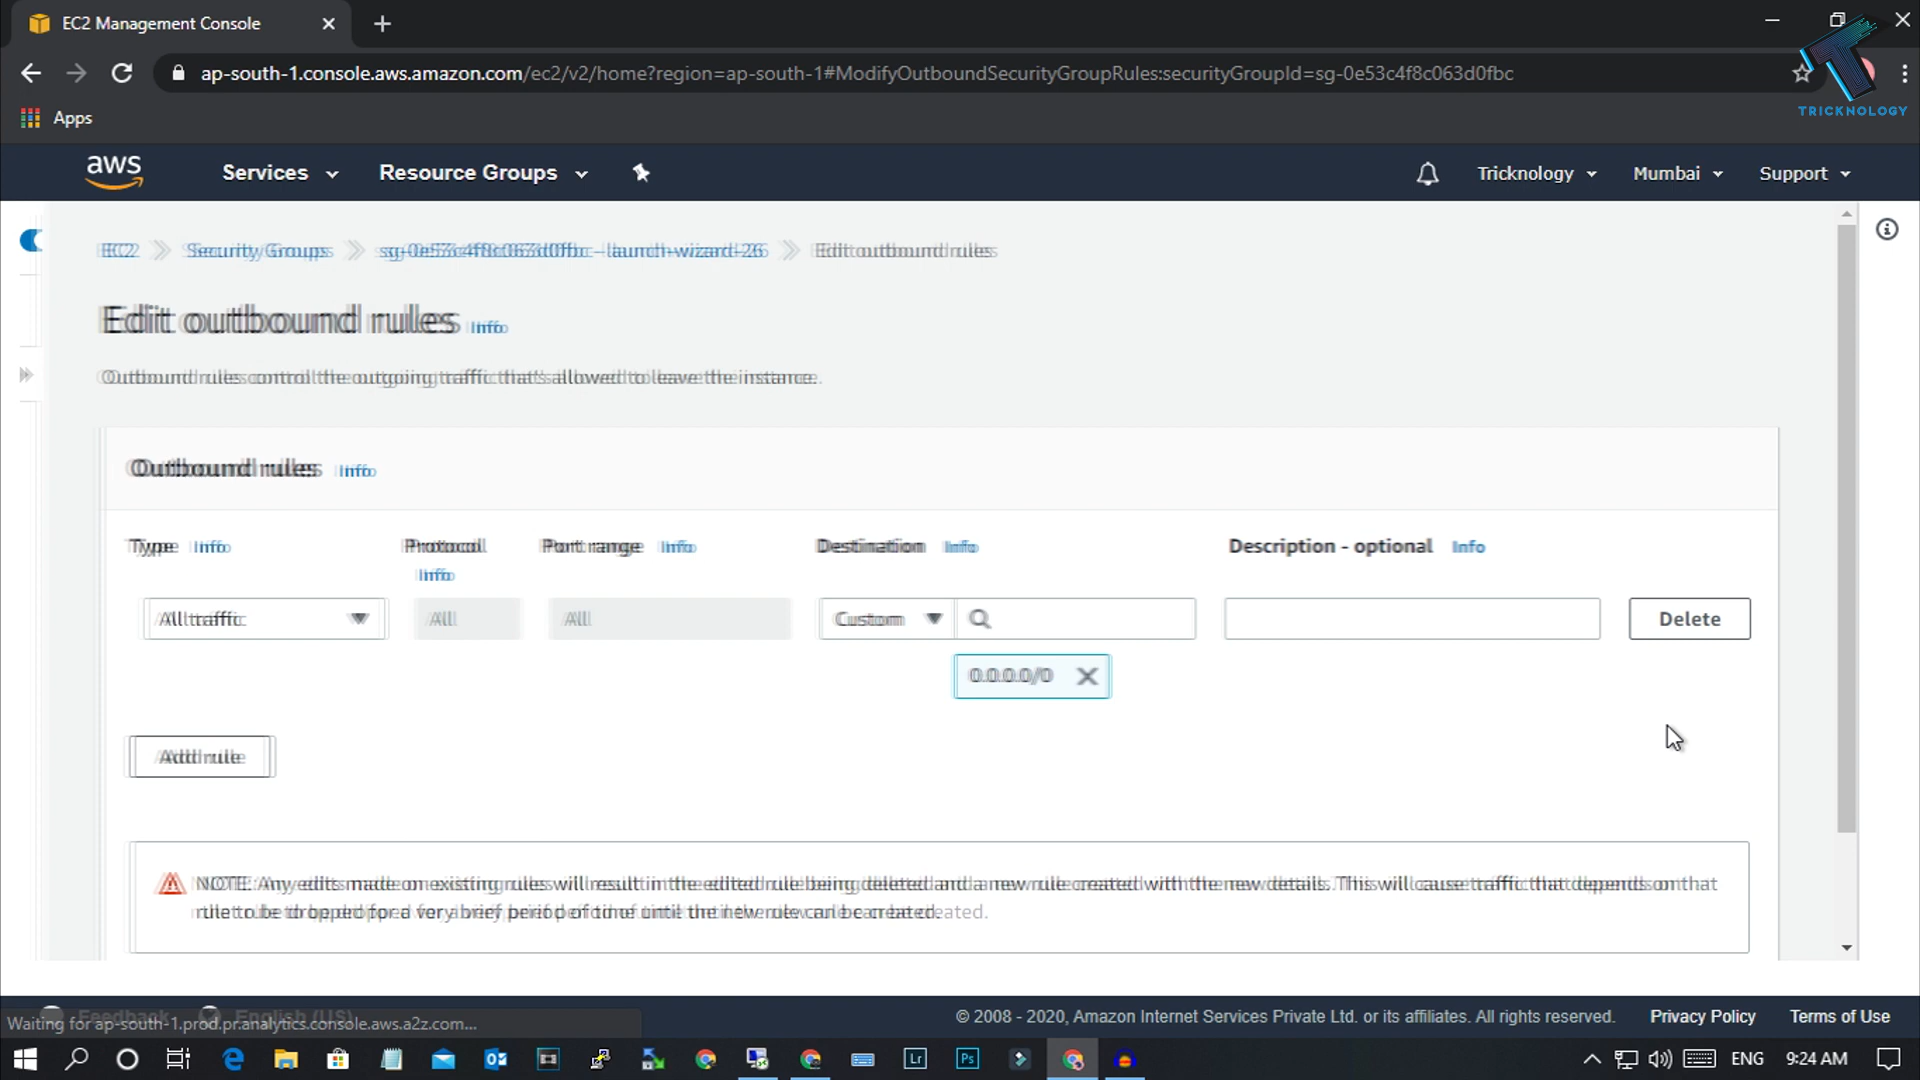 EC2 Management Console
ap-south-1.console.aws.amazon.com/ec2/v2/home?region=ap-south-1#ModifyOutboundSecurityGroupRules:securityGroupId=sg-0e53c4f8c063d0fbc
TRICKNOLOGY
Apps
aws Services Resource Groups Tricknology Mumbai Support
EC2 Security Groups sg-0e53c4f8c063d0fbc - launch-wizard-26 Edit outbound rules
Edit outbound rules Info
Outbound rules control the outgoing traffic that's allowed to leave the instance.
Outbound rules Info
Type Info Protocol Info Port range Info Destination Info Description - optional Info
All traffic All All Custom Delete
0.0.0.0/0
Add rule
NOTE: Any edits made on existing rules will result in the edited rule being deleted and a new rule created with the new details. This will cause traffic that depends on that
rule to be dropped for a very brief period of time until the new rule can be created.
Feedback English (US)
Waiting for ap-south-1.prod.pr.analytics.console.aws.a2z.com...
© 2008 - 2020, Amazon Internet Services Private Ltd. or its affiliates. All rights reserved. Privacy Policy Terms of Use
Lr Ps ENG 9:24 AM